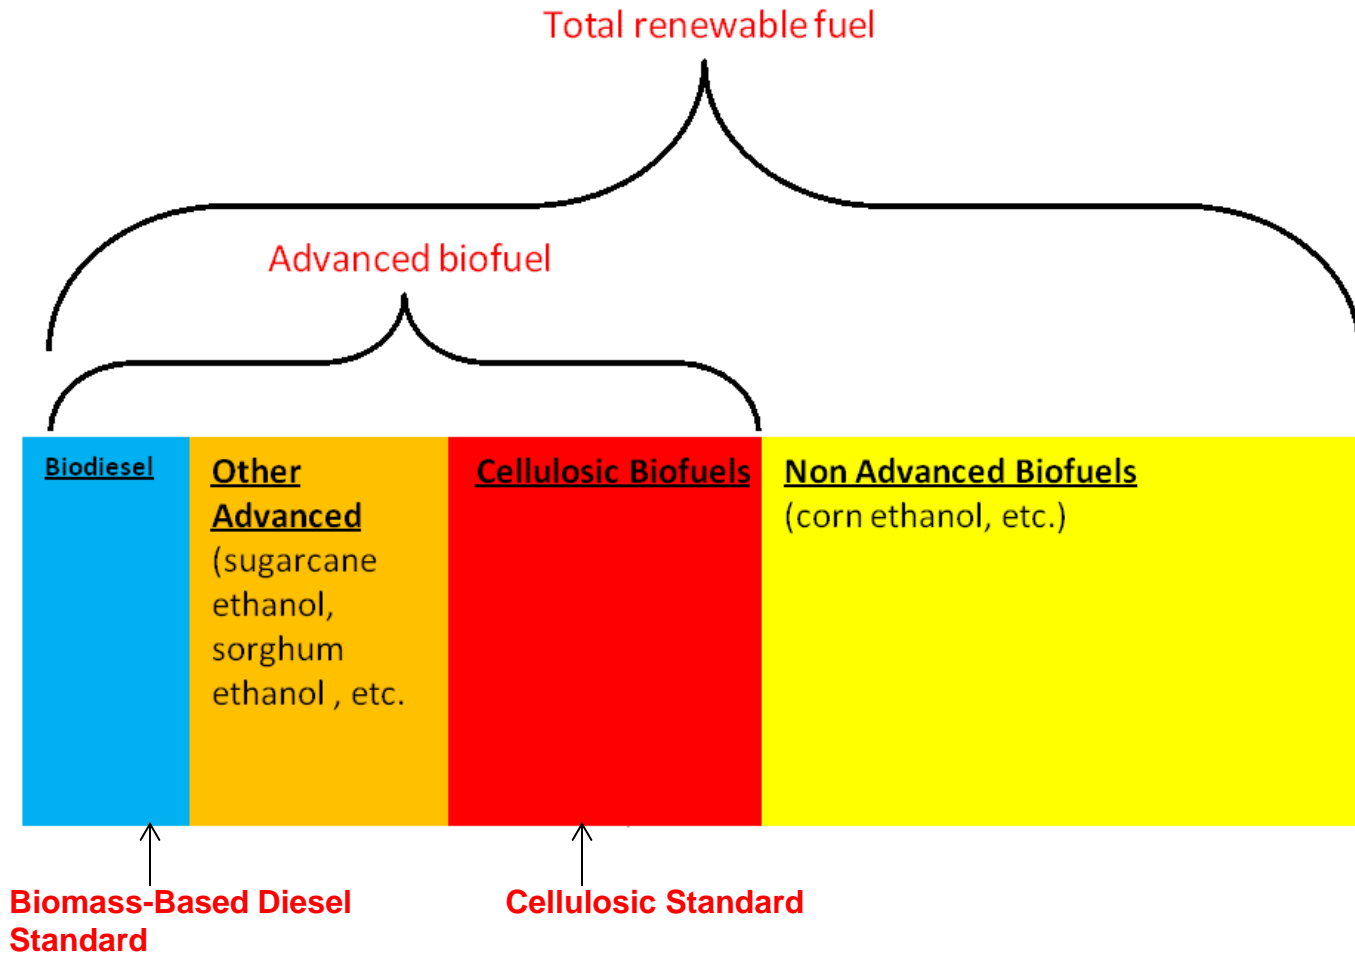 Total renewable fuel
Advanced biofuel
Biodiesel
Other
Advanced
(sugarcane
ethanol,
sorghum
ethanol , etc.
Cellulosic Biofuels
Non Advanced Biofuels
(corn ethanol, etc.)
Biomass-Based Diesel
Standard
Cellulosic Standard